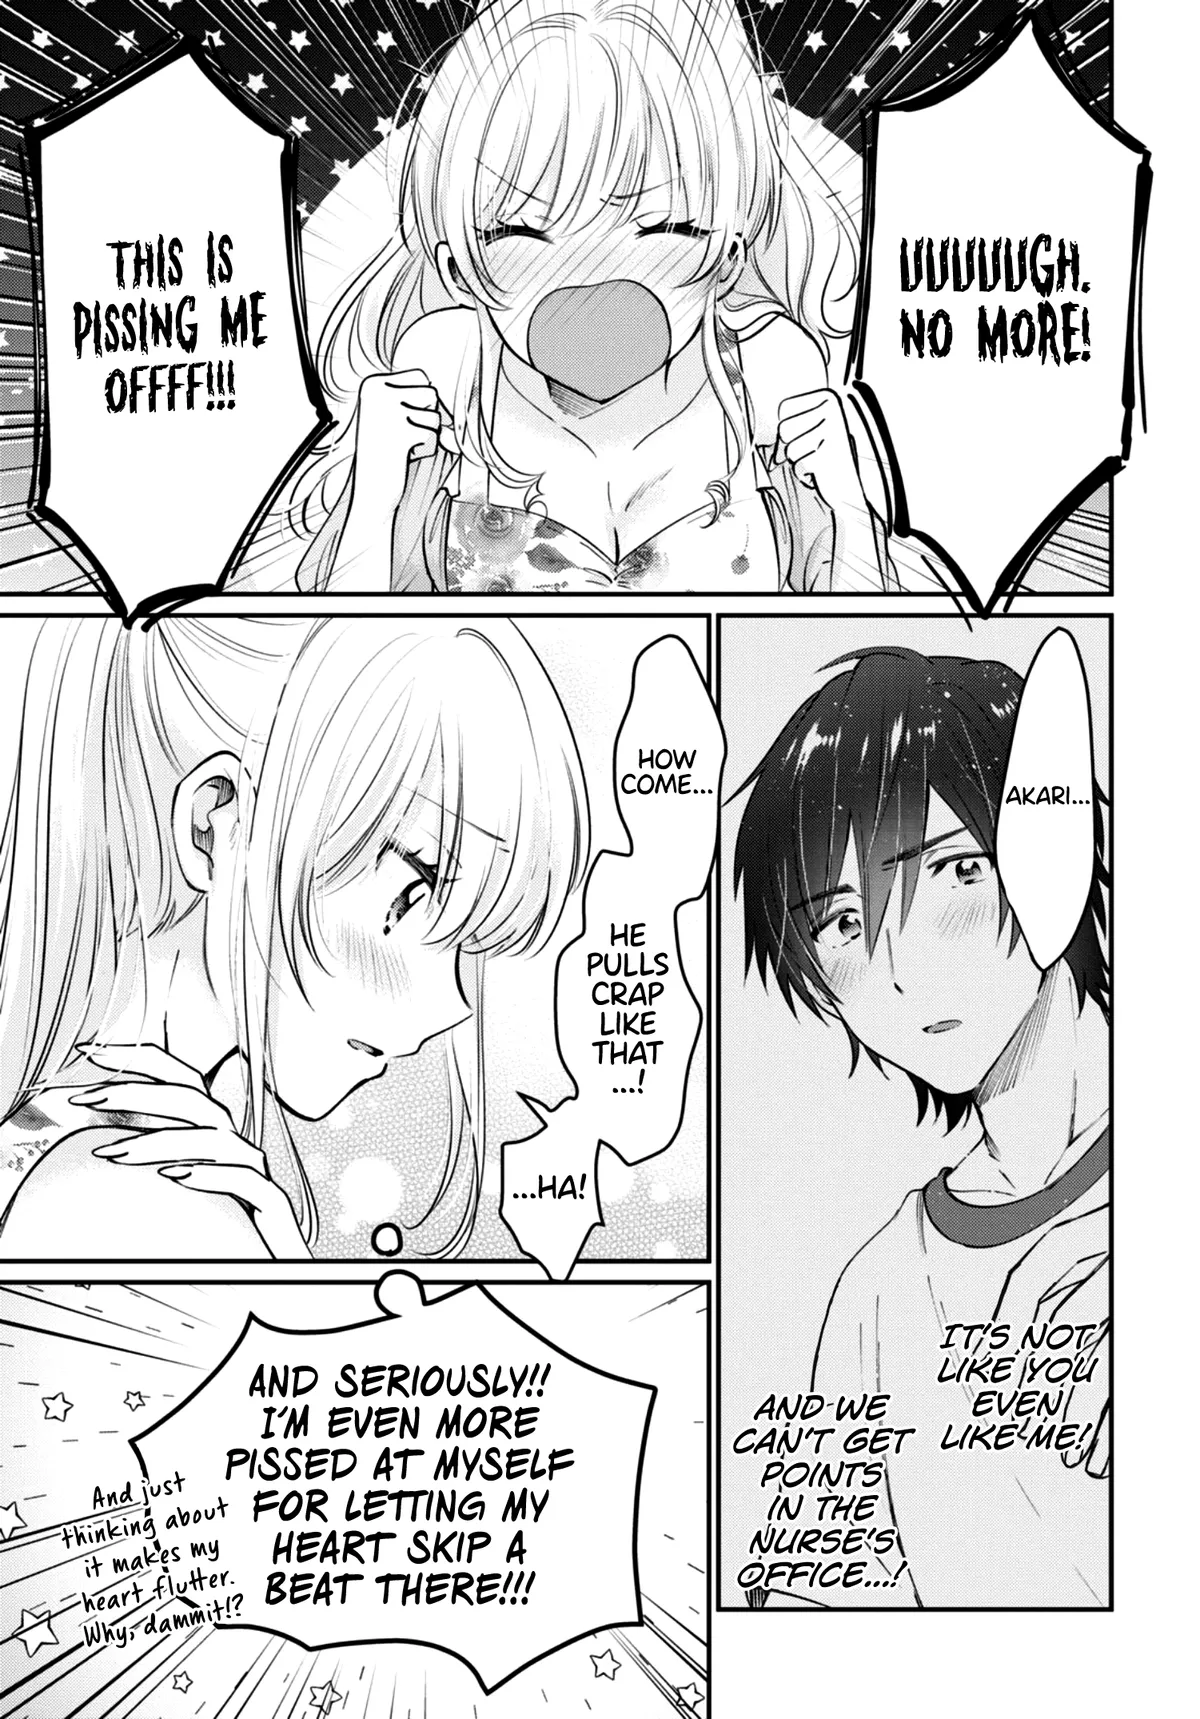 UUUUUUGH.
NO MORE!
THIS IS
PISSING ME
OFFFF!!!
AKARI...
IT'S NOT
LIKE YOU
EVEN
LIKE ME!
AND WE
CAN'T GET
POINTS
IN THE
NURSE'S
OFFICE...!
HOW
COME...
HE
PULLS
CRAP
LIKE
THAT
...!
...HA!
AND SERIOUSLY!!
I'M EVEN MORE
PISSED AT MYSELF
FOR LETTING MY
HEART SKIP A
BEAT THERE!!!
And just
thinking about
it makes my
heart flutter.
Why, dammit!?